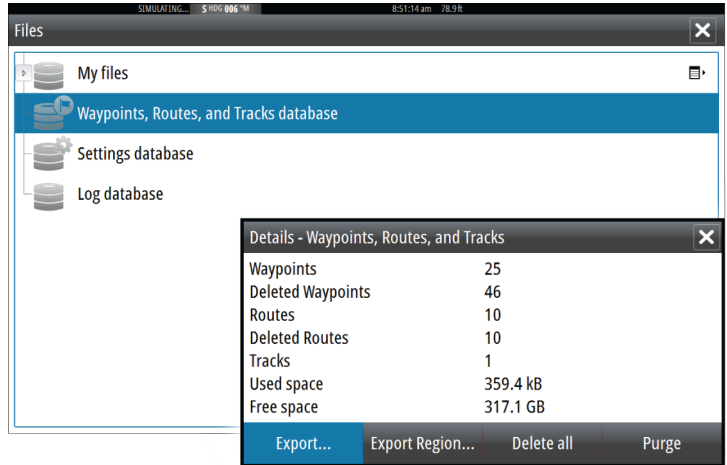 SIMULATING... S HDG 006 °M 8:51:14 am 78.9 ft
Files
My files
Waypoints, Routes, and Tracks database
Settings database
Log database
Details - Waypoints, Routes, and Tracks
Waypoints 25
Deleted Waypoints 46
Routes 10
Deleted Routes 10
Tracks 1
Used space 359.4 kB
Free space 317.1 GB
Export... Export Region... Delete all Purge